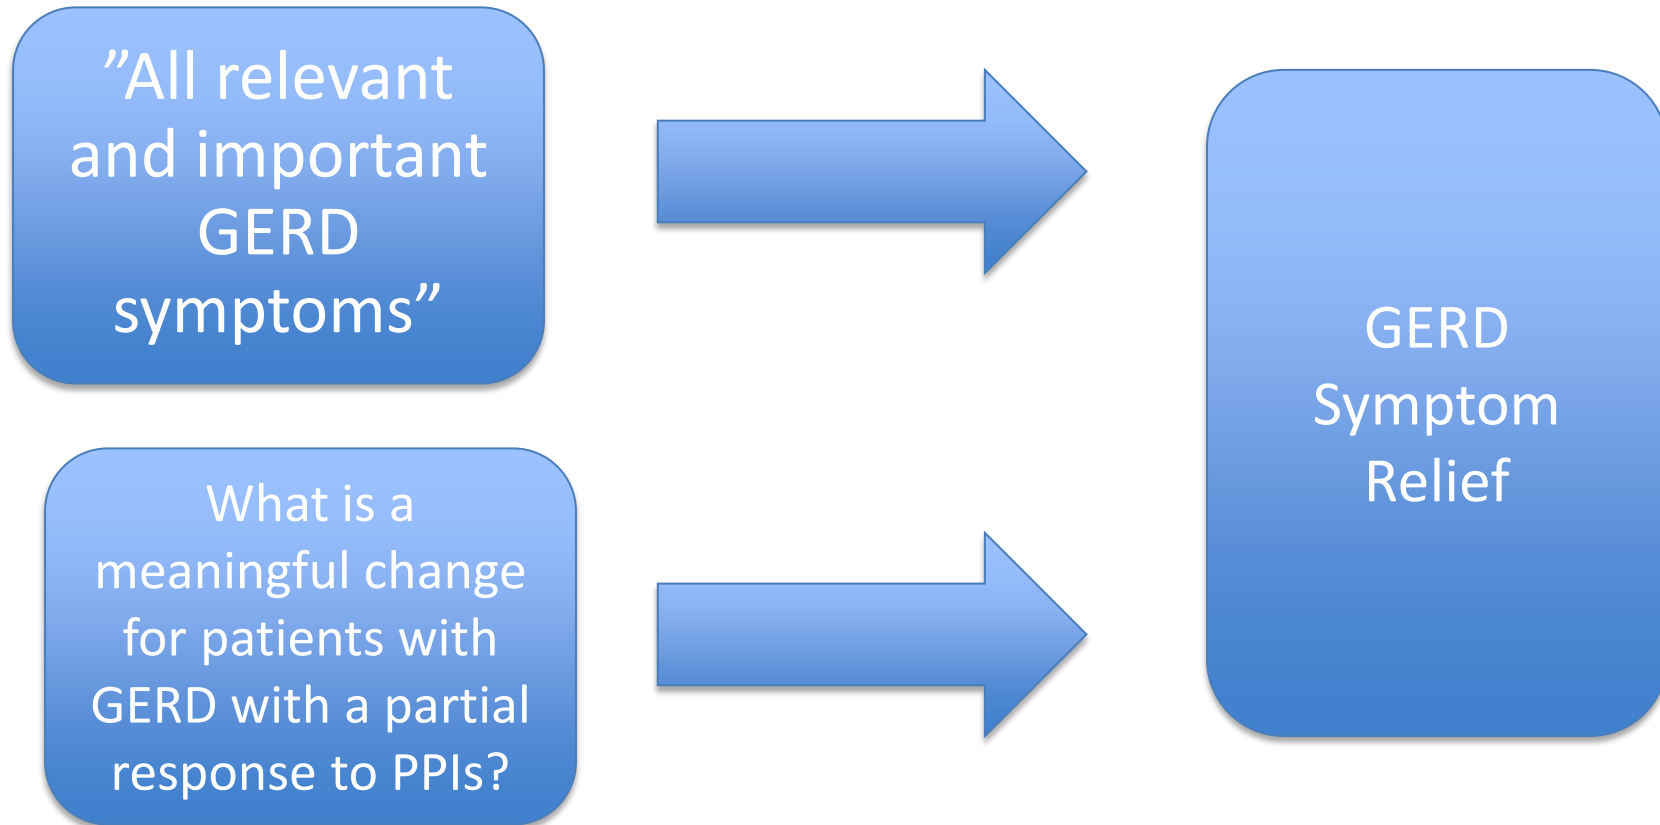 ”All relevant
and important
GERD
symptoms”
What is a
meaningful change
for patients with
GERD with a partial
response to PPIs?
GERD
Symptom
Relief